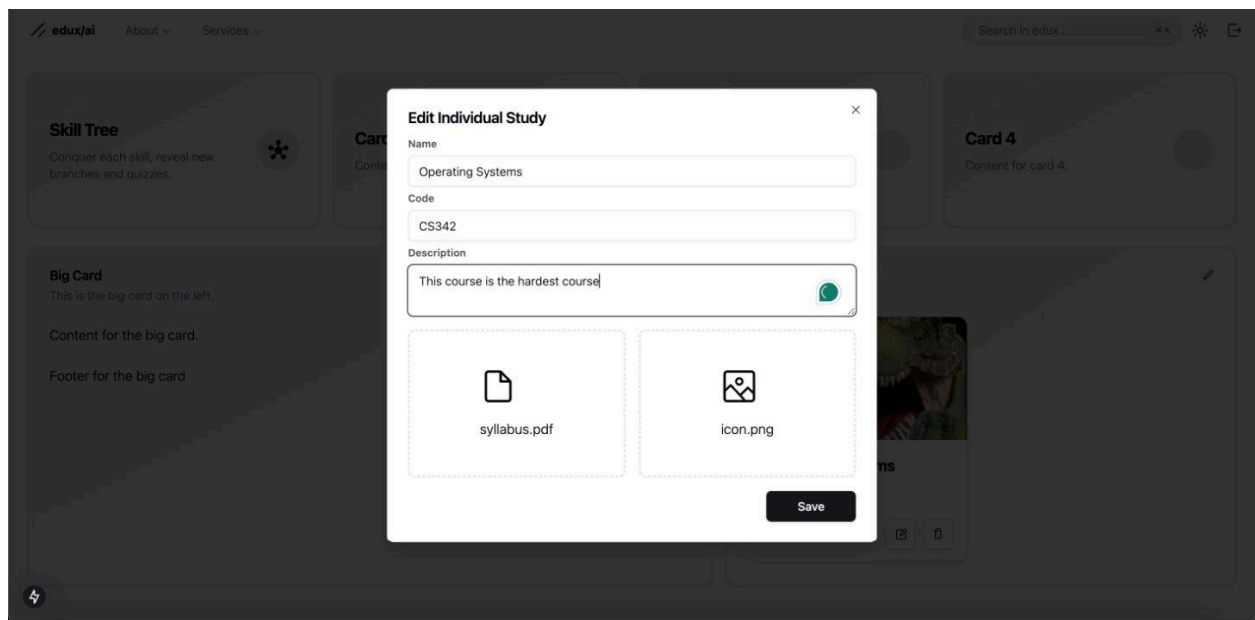 edux/ai
About
Services
Search in edux...
⌘K
Skill Tree
Conquer each skill, reveal new
branches and quizzes.
Card 4
Content for card 4.
Edit Individual Study
Name
Operating Systems
Code
CS342
Description
This course is the hardest course
syllabus.pdf
icon.png
Save
Big Card
This is the big card on the left.
Content for the big card.
Footer for the big card